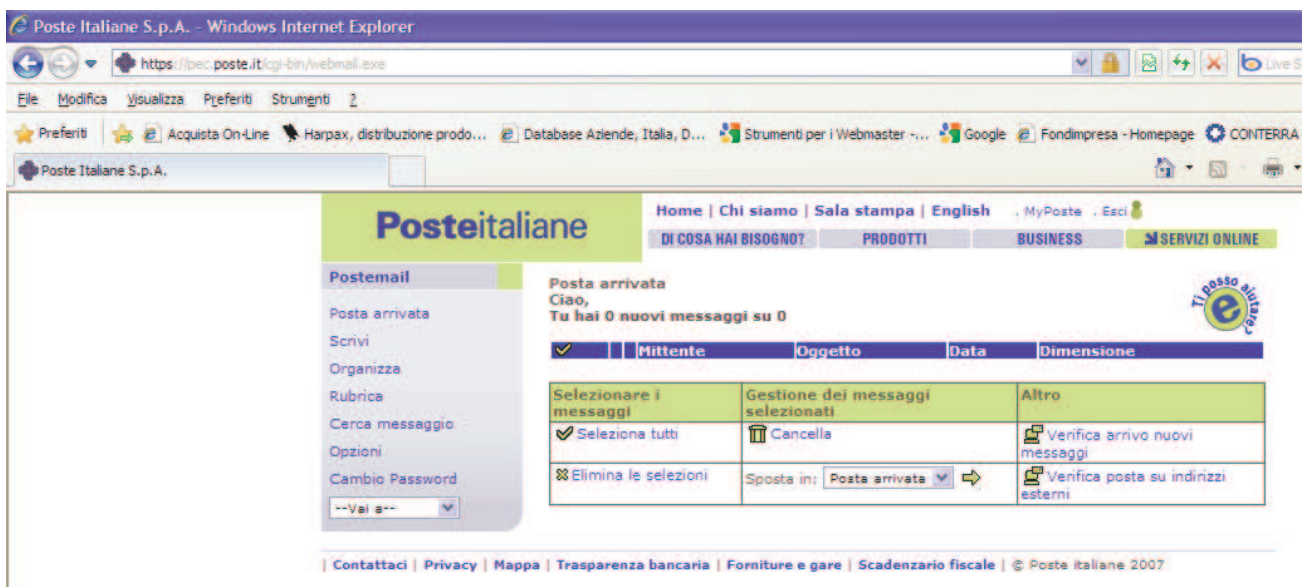 Poste Italiane S.p.A. - Windows Internet Explorer
https://pec.poste.it/cgi-bin/webmail.exe
Live S
File Modifica Visualizza Preferiti Strumenti ?
Preferiti Acquista On-Line Harpax, distribuzione prodo... Database Aziende, Italia, D... Strumenti per i Webmaster -... Google Fondimpresa - Homepage CONTERRA
Poste Italiane S.p.A.
Posteitaliane
Home | Chi siamo | Sala stampa | English . MyPoste . Esci
DI COSA HAI BISOGNO? PRODOTTI BUSINESS SERVIZI ONLINE
Postemail
Posta arrivata
Scrivi
Organizza
Rubrica
Cerca messaggio
Opzioni
Cambio Password
--Vai a--
Posta arrivata
Ciao,
Tu hai 0 nuovi messaggi su 0
Ti posso aiutare?
e
Mittente Oggetto Data Dimensione
Selezionare i messaggi
Gestione dei messaggi selezionati
Altro
Seleziona tutti
Cancella
Verifica arrivo nuovi messaggi
Elimina le selezioni
Sposta in: Posta arrivata
Verifica posta su indirizzi esterni
| Contattaci | Privacy | Mappa | Trasparenza bancaria | Forniture e gare | Scadenzario fiscale | © Poste italiane 2007